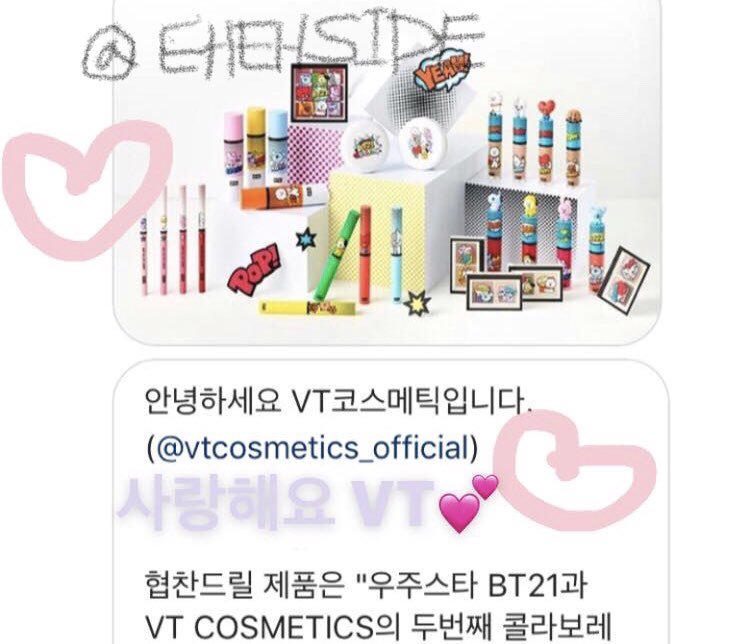 @태태SIDE
YEAH!
POP!
안녕하세요 VT코스메틱입니다.
(@vtcosmetics_official)
사랑해요 VT💕
협찬드릴 제품은 "우주스타 BT21과
VT COSMETICS의 두번째 콜라보레